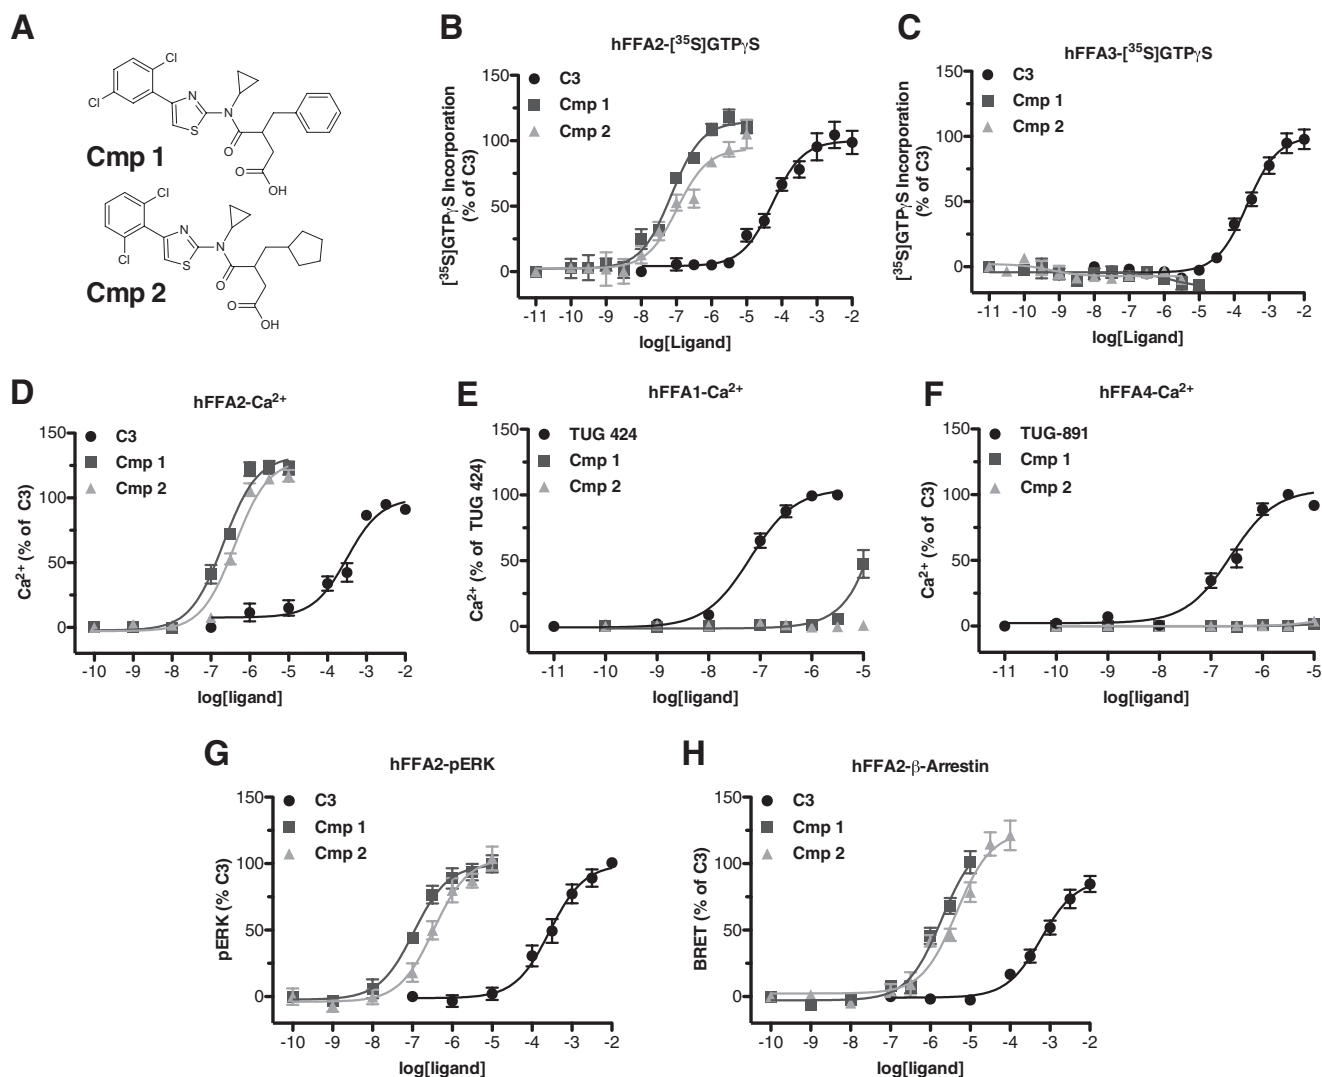 A
Cl
Cl
N
S
N
O
O
OH
Cmp 1
Cl
Cl
N
S
N
O
O
OH
Cmp 2
B
hFFA2-[³⁵S]GTPγS
[³⁵S]GTPγS Incorporation
(% of C3)
150
100
50
0
C3
Cmp 1
Cmp 2
-11 -10 -9 -8 -7 -6 -5 -4 -3 -2
log[Ligand]
C
hFFA3-[³⁵S]GTPγS
[³⁵S]GTPγS Incorporation
(% of C3)
150
100
50
0
C3
Cmp 1
Cmp 2
-11 -10 -9 -8 -7 -6 -5 -4 -3 -2
log[Ligand]
D
hFFA2-Ca²⁺
Ca²⁺ (% of C3)
150
100
50
0
C3
Cmp 1
Cmp 2
-10 -9 -8 -7 -6 -5 -4 -3 -2
log[ligand]
E
hFFA1-Ca²⁺
Ca²⁺ (% of TUG 424)
150
100
50
0
TUG 424
Cmp 1
Cmp 2
-11 -10 -9 -8 -7 -6 -5
log[ligand]
F
hFFA4-Ca²⁺
Ca²⁺ (% of C3)
150
100
50
0
TUG-891
Cmp 1
Cmp 2
-11 -10 -9 -8 -7 -6 -5
log[ligand]
G
hFFA2-pERK
pERK (% C3)
150
100
50
0
C3
Cmp 1
Cmp 2
-10 -9 -8 -7 -6 -5 -4 -3 -2
log[ligand]
H
hFFA2-β-Arrestin
BRET (% of C3)
150
100
50
0
C3
Cmp 1
Cmp 2
-10 -9 -8 -7 -6 -5 -4 -3 -2
log[ligand]